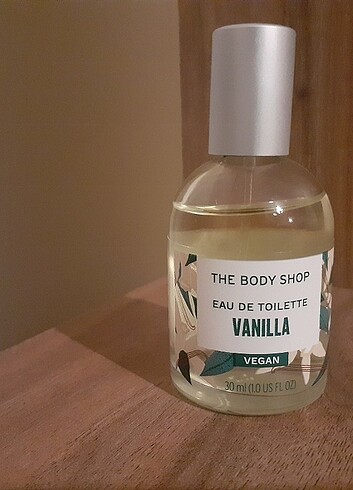 THE BODY SHOP
EAU DE TOILETTE
VANILLA
VEGAN
30 ml (1.0 US FL OZ)